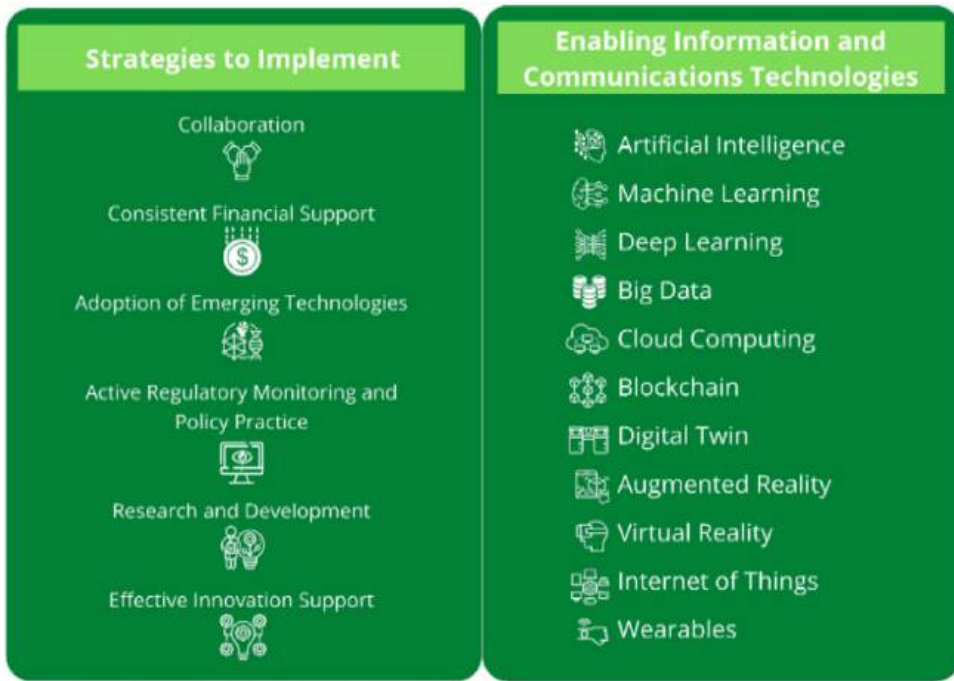 Strategies to Implement
Collaboration
Consistent Financial Support
$
Adoption of Emerging Technologies
Active Regulatory Monitoring and
Policy Practice
Research and Development
Effective Innovation Support
Enabling Information and
Communications Technologies
Artificial Intelligence
Machine Learning
Deep Learning
Big Data
Cloud Computing
Blockchain
Digital Twin
Augmented Reality
Virtual Reality
Internet of Things
Wearables